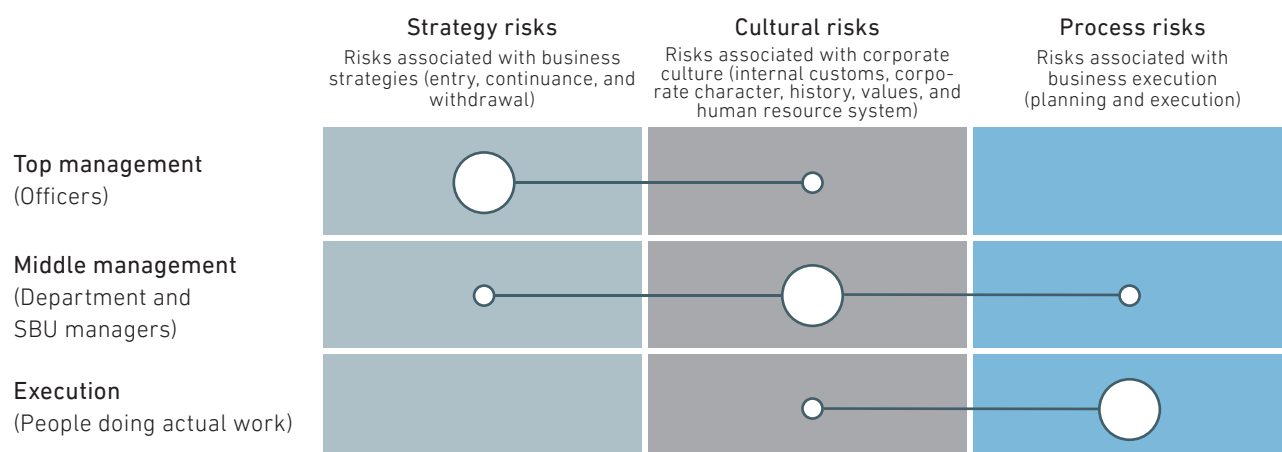 Strategy risks
Risks associated with business
strategies (entry, continuance, and
withdrawal)
Cultural risks
Risks associated with corporate
culture (internal customs, corpo-
rate character, history, values, and
human resource system)
Process risks
Risks associated with
business execution
(planning and execution)
Top management
(Officers)
Middle management
(Department and
SBU managers)
Execution
(People doing actual work)